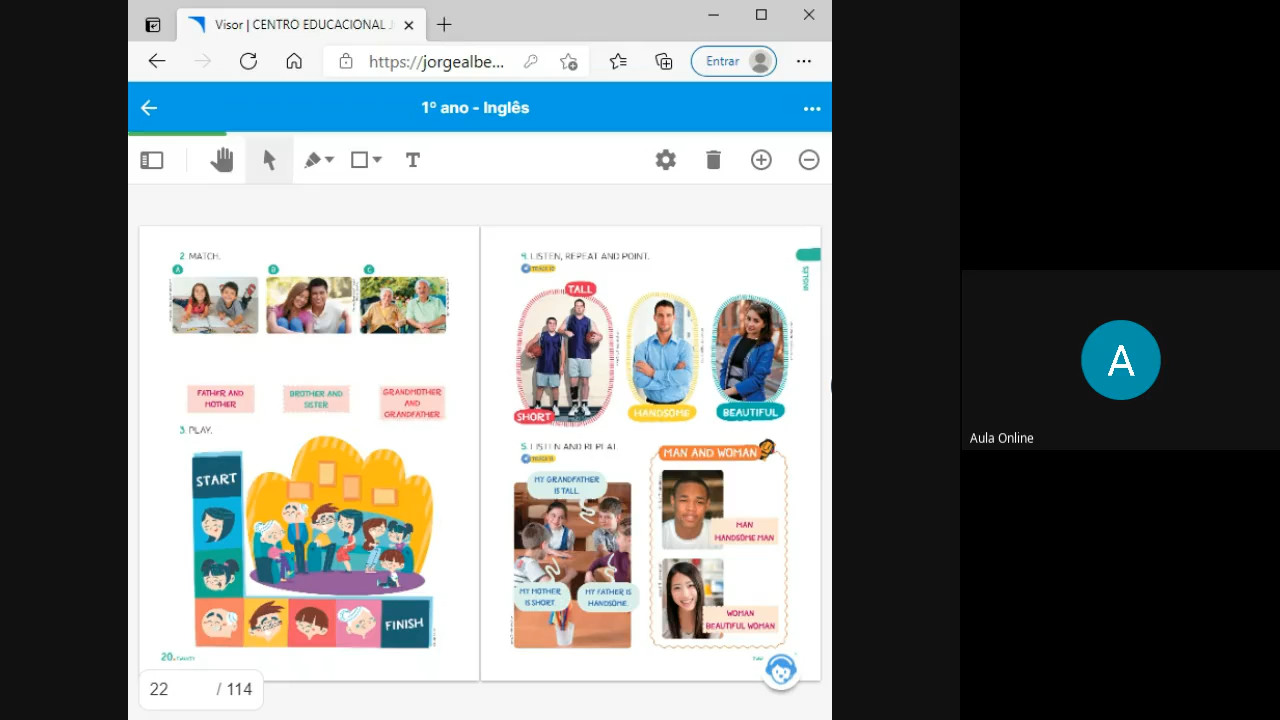 Visor | CENTRO EDUCACIONAL
https://jorgealbe...
Entrar
1º ano - Inglês
T
2. MATCH.
A
B
C
FATHER AND
MOTHER
BROTHER AND
SISTER
GRANDMOTHER
AND
GRANDFATHER
3. PLAY.
START
FINISH
20.
22 / 114
4. LISTEN, REPEAT AND POINT.
INGLÊS
TALL
SHORT
HANDSOME
BEAUTIFUL
5. LISTEN AND REPEAT.
MY GRANDFATHER
IS TALL.
MY MOTHER
IS SHORT.
MY FATHER IS
HANDSOME.
MAN AND WOMAN
MAN
HANDSOME MAN
WOMAN
BEAUTIFUL WOMAN
A
Aula Online